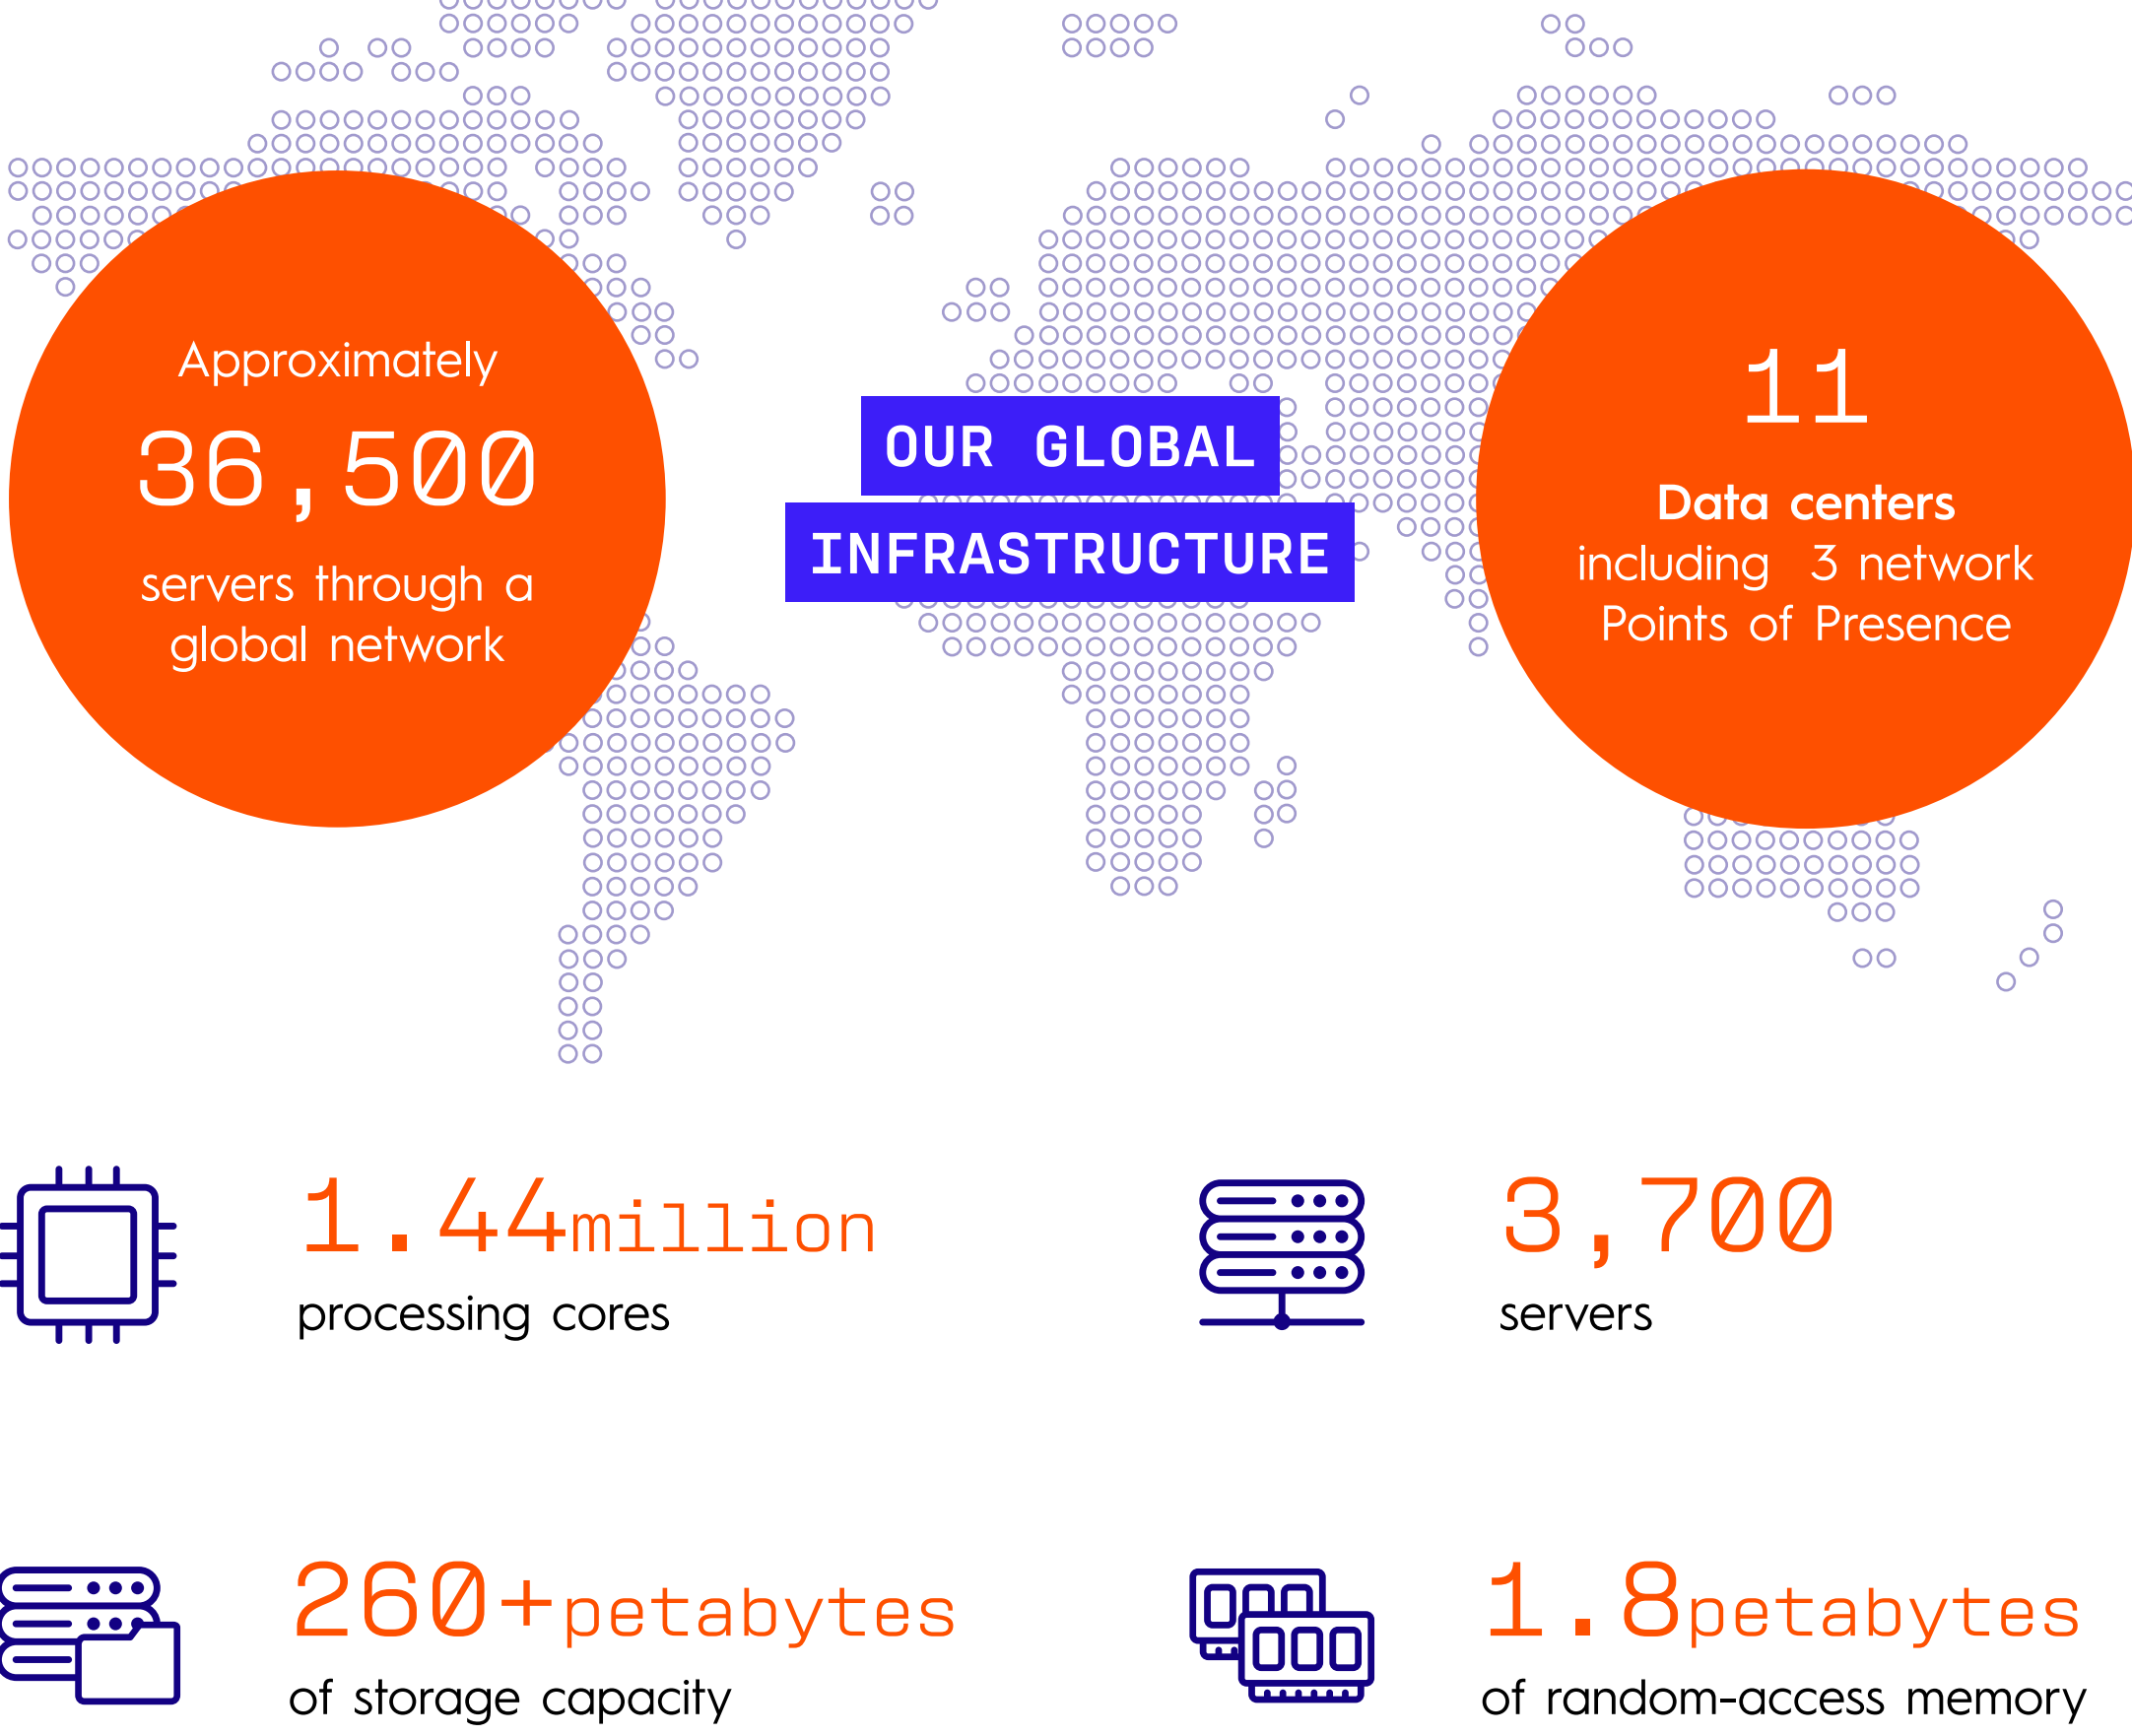 Approximately
36,500
servers through a
global network
OUR GLOBAL
INFRASTRUCTURE
11
Data centers
including 3 network
Points of Presence
1.44million
processing cores
3,700
servers
260+petabytes
of storage capacity
1.8petabytes
of random-access memory